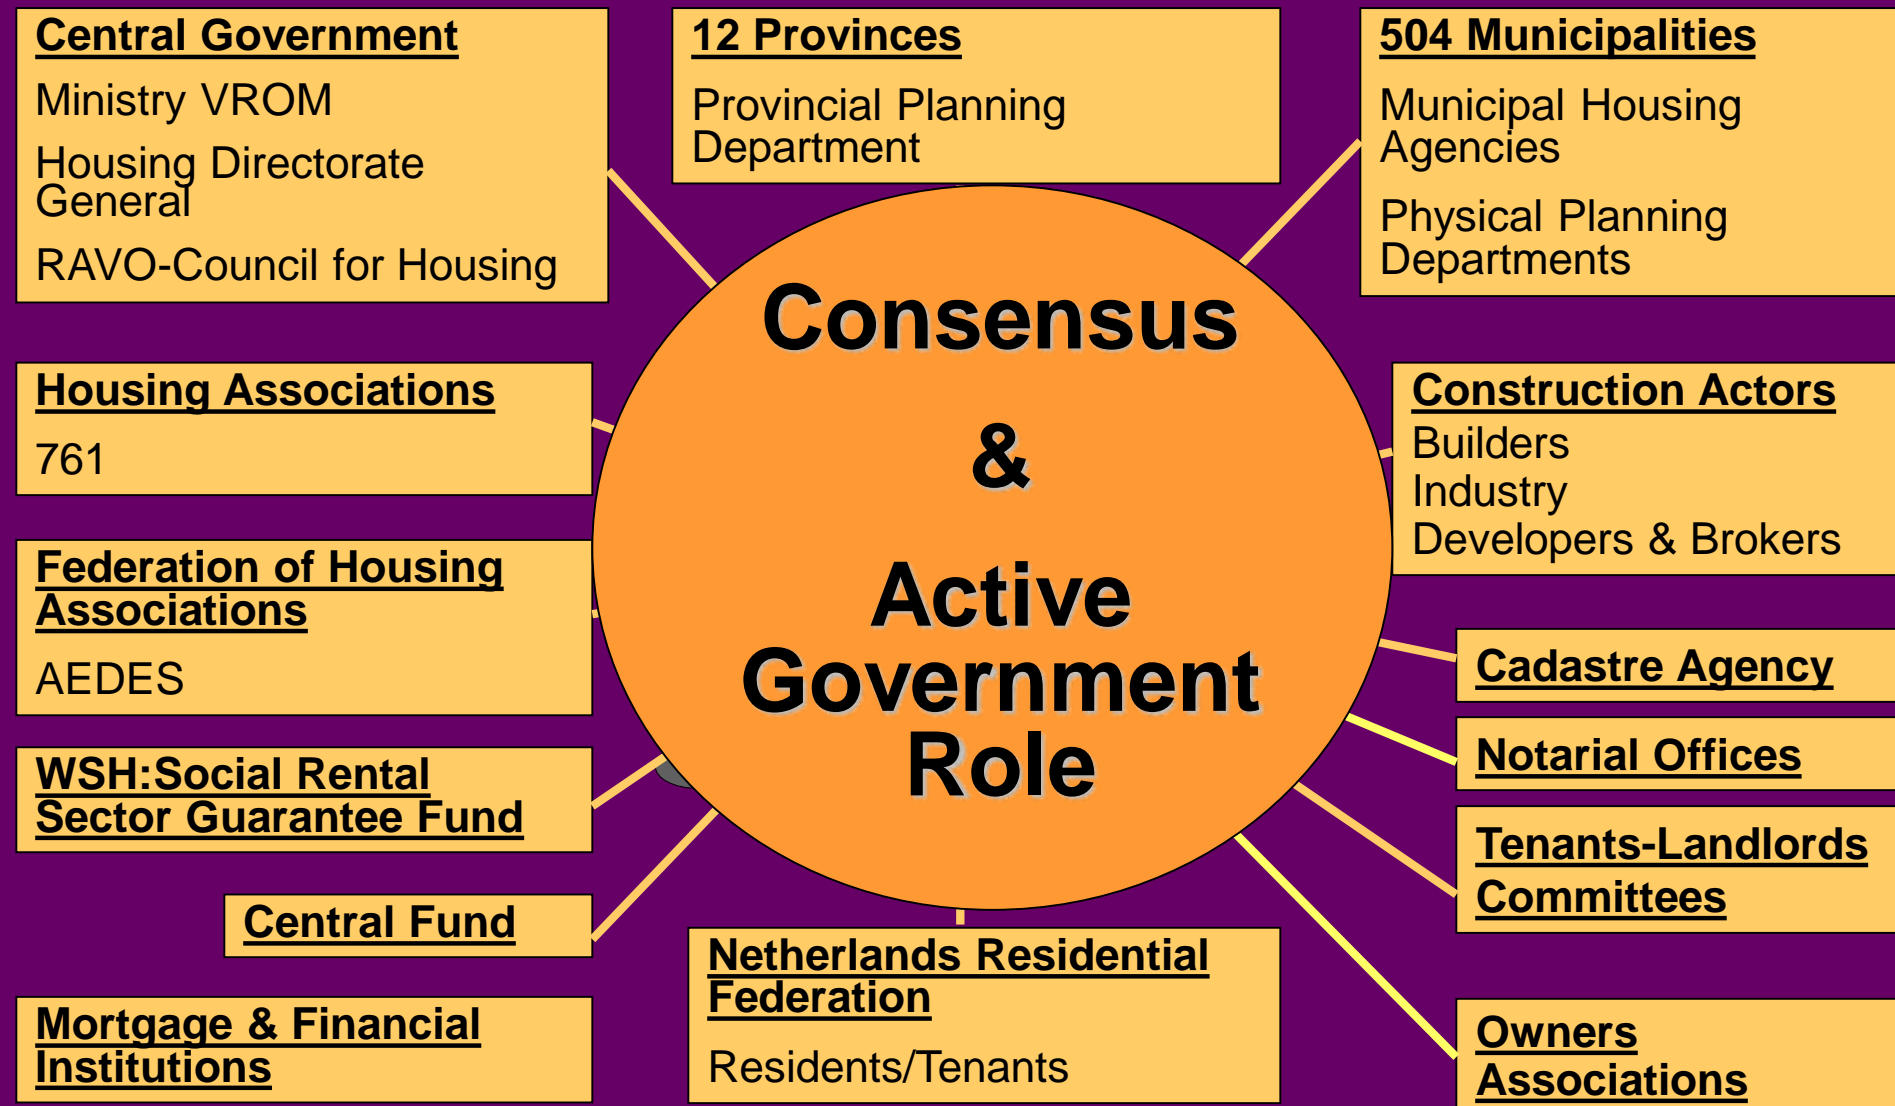 Central Government
Ministry VROM
Housing Directorate
General
RAVO-Council for Housing
12 Provinces
Provincial Planning
Department
504 Municipalities
Municipal Housing
Agencies
Physical Planning
Departments
Housing Associations
761
Federation of Housing
Associations
AEDES
WSH:Social Rental
Sector Guarantee Fund
Central Fund
Mortgage & Financial
Institutions
Consensus
&
Active
Government
Role
Netherlands Residential
Federation
Residents/Tenants
Construction Actors
Builders
Industry
Developers & Brokers
Cadastre Agency
Notarial Offices
Tenants-Landlords
Committees
Owners
Associations